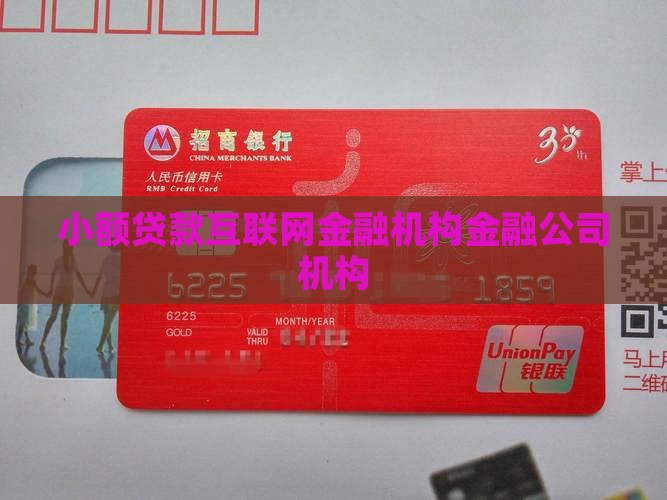 招商银行
CHINA MERCHANTS BANK
人民币信用卡
RMB Credit Card
30th
掌上
小额贷款互联网金融机构金融公司
机构
6225 1859
6225
GOLD
VALID
THRU
MONTH/YEAR
UnionPay
银联
马上用
二维码